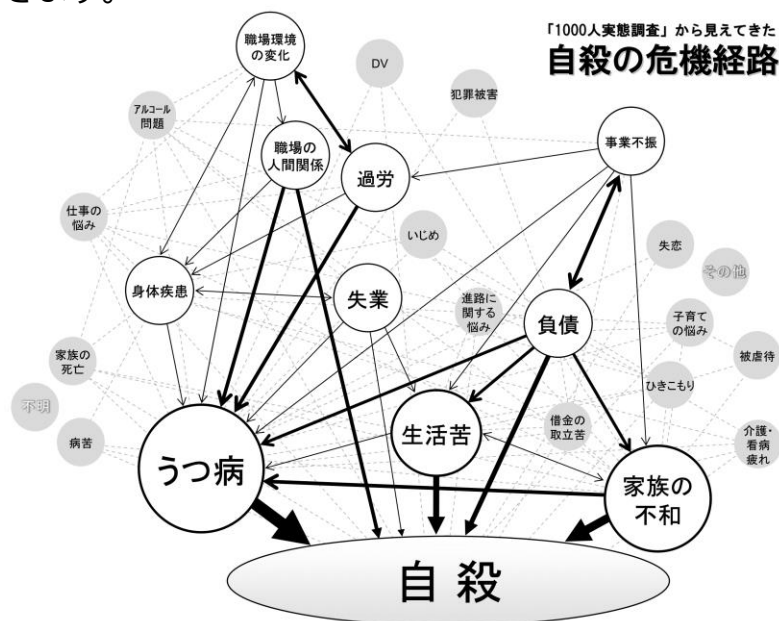 きます。
「1000人実態調査」から見えてきた
自殺の危機経路
職場環境
の変化
DV
犯罪被害
アルコール
問題
職場の
人間関係
過労
事業不振
仕事の
悩み
いじめ
失恋
その他
身体疾患
失業
進路に
関する
悩み
負債
子育て
の悩み
家族の
死亡
被虐待
ひきこもり
不明
病苦
うつ病
生活苦
借金の
取立苦
介護・
看病
疲れ
家族の
不和
自殺